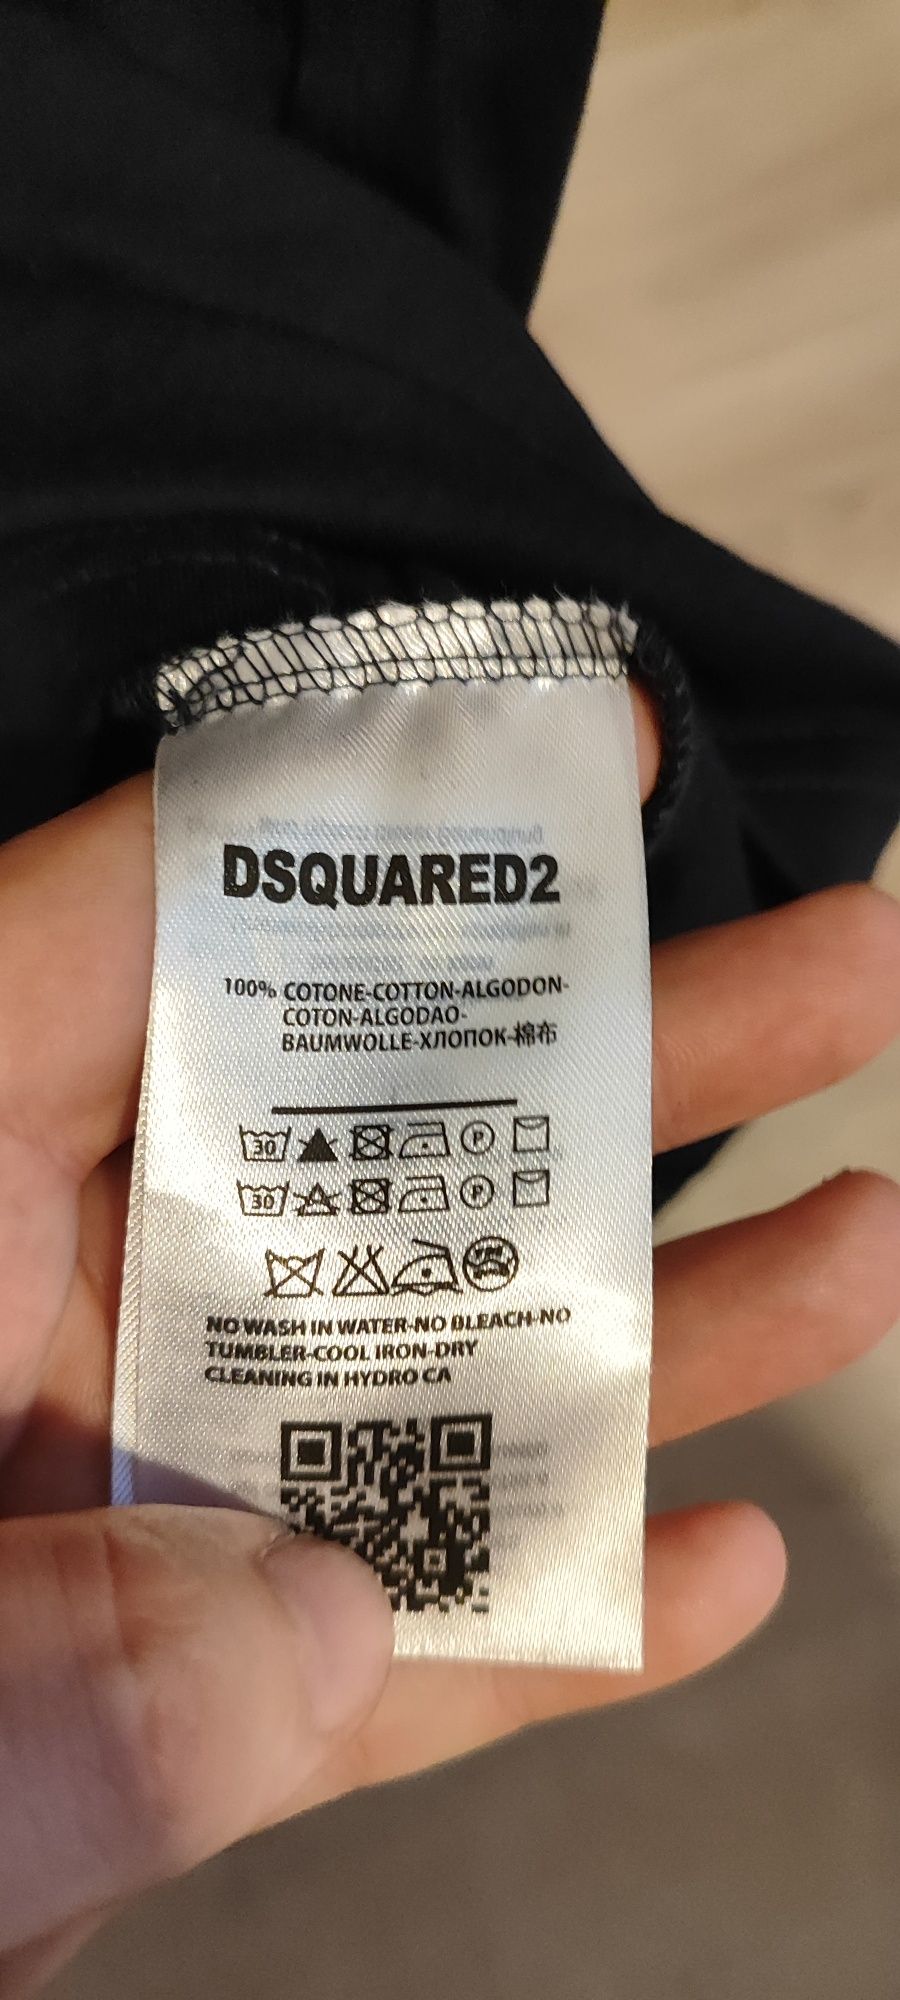 DSQUARED2
100% COTONE-COTTON-ALGODON-
COTON-ALGODAO-
BAUMWOLLE-ХЛОПОК-棉布
30 P
30 P
NO WASH IN WATER-NO BLEACH-NO
TUMBLER-COOL IRON-DRY
CLEANING IN HYDRO CA